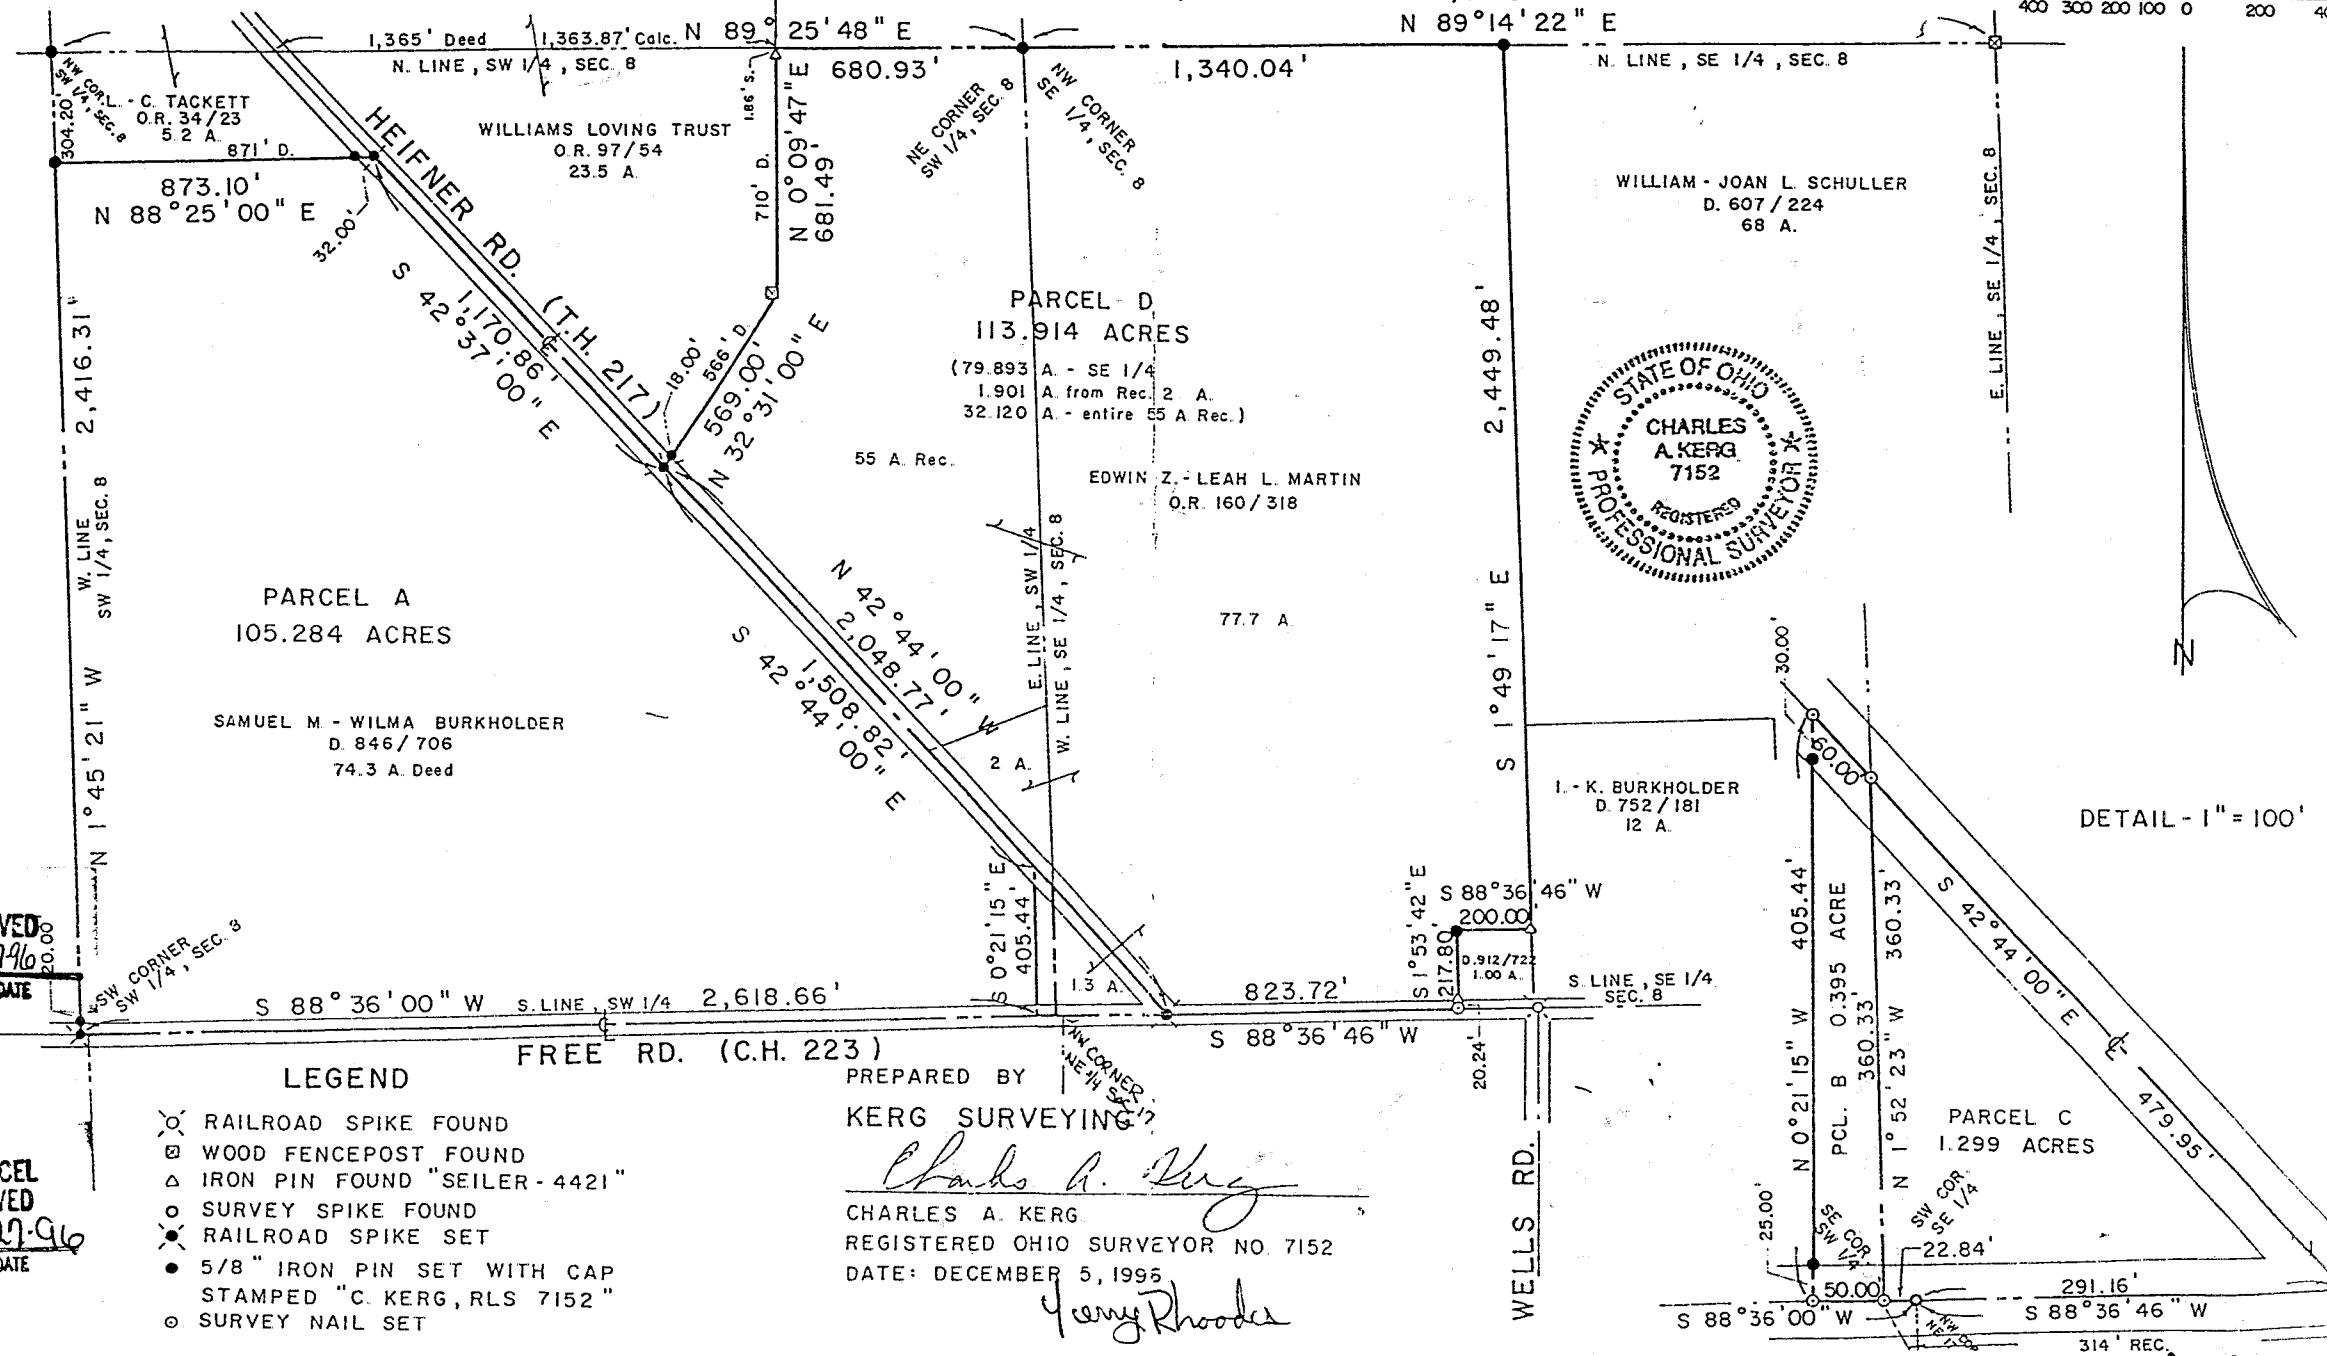 400 300 200 100 0 200
N 89°14'22" E
1,365' Deed
1,363.87' Calc.
N 89° 25'48" E
N. LINE, SW 1/4, SEC. 8
680.93'
1,340.04'
N. LINE, SE 1/4, SEC. 8
NW COR.
SW 1/4, SEC. 8
304.20'
L. - C. TACKETT
O.R. 34/23
5.2 A.
871' D.
873.10'
N 88°25'00" E
32.00'
HEIFNER RD. (T.H. 217)
WILLIAMS LOVING TRUST
O.R. 97/54
23.5 A.
1.86' S.
710' D.
N 0°09'47" E
681.49'
NE CORNER
SW 1/4, SEC. 8
NW CORNER
SE 1/4, SEC. 8
WILLIAM - JOAN L. SCHULLER
D. 607/224
68 A.
E. LINE, SE 1/4, SEC. 8
1,170.86'
S 42°37'00" E
18.00'
566' D.
569.00'
N 32°31'00" E
PARCEL D
113.914 ACRES
(79.893 A. - SE 1/4
1.901 A. from Rec. 2 A.
32.120 A. - entire 55 A. Rec.)
55 A. Rec.
EDWIN Z. - LEAH L. MARTIN
O.R. 160/318
77.7 A.
2,449.48'
S 1°49'17" E
STATE OF OHIO
CHARLES
A. KERG
7152
REGISTERED
PROFESSIONAL SURVEYOR
N
2,416.31'
W. LINE
SW 1/4, SEC. 8
N 1°45'21" W
PARCEL A
105.284 ACRES
SAMUEL M. - WILMA BURKHOLDER
D. 846/706
74.3 A. Deed
N 42°44'00" W
2,048.77'
1,508.82'
S 42°44'00" E
E. LINE, SW 1/4
W. LINE, SE 1/4, SEC. 8
2 A.
I. - K. BURKHOLDER
D. 752/181
12 A.
S 0°21'15" E
405.44'
1.3 A.
S 1°53'42" E
217.80'
S 88°36'46" W
200.00'
D. 912/722
1.00 A.
S. LINE, SE 1/4
SEC. 8
VED
DATE
20.00
SW CORNER
SW 1/4, SEC. 8
S 88°36'00" W
S. LINE, SW 1/4
2,618.66'
823.72'
S 88°36'46" W
20.24'
FREE RD. (C.H. 223)
NW CORNER
NE 1/4 SEC. 17
WELLS RD.
LEGEND
RAILROAD SPIKE FOUND
WOOD FENCEPOST FOUND
IRON PIN FOUND "SEILER-4421"
SURVEY SPIKE FOUND
RAILROAD SPIKE SET
5/8" IRON PIN SET WITH CAP
STAMPED "C. KERG, RLS 7152"
SURVEY NAIL SET
CEL
VED
27-96
DATE
PREPARED BY
KERG SURVEYING
Charles A. Kerg
CHARLES A. KERG
REGISTERED OHIO SURVEYOR NO. 7152
DATE: DECEMBER 5, 1996
Terry Rhoades
DETAIL - 1" = 100'
30.00'
60.00'
405.44'
N 0°21'15" W
PCL. B 0.395 ACRE
360.33'
360.33'
N 1°52'23" W
S 42°44'00" E
479.95'
PARCEL C
1.299 ACRES
25.00'
SE COR.
SW 1/4
SW COR.
SE 1/4
22.84'
50.00'
291.16'
S 88°36'00" W
S 88°36'46" W
NW COR.
NE 17
314' REC.